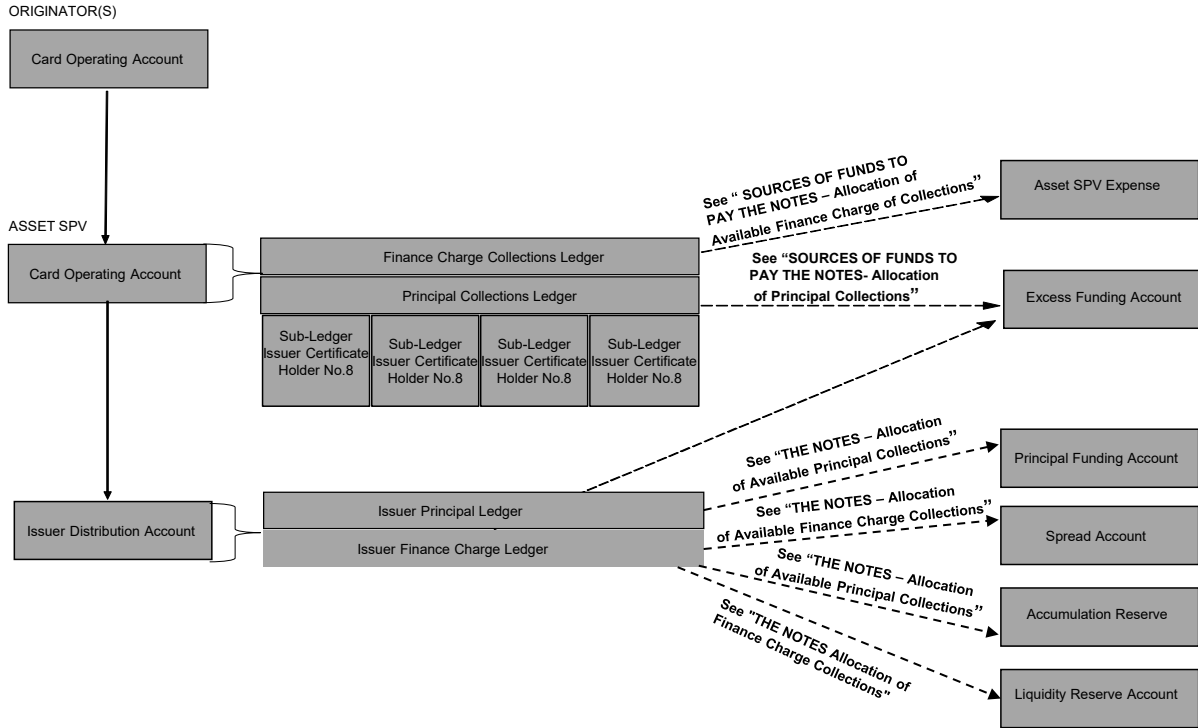 ORIGINATOR(S)
Card Operating Account
ASSET SPV
Card Operating Account
Finance Charge Collections Ledger
Principal Collections Ledger
Sub-Ledger
Issuer Certificate
Holder No.8
Sub-Ledger
Issuer Certificate
Holder No.8
Sub-Ledger
Issuer Certificate
Holder No.8
Sub-Ledger
Issuer Certificate
Holder No.8
See “ SOURCES OF FUNDS TO
PAY THE NOTES – Allocation of
Available Finance Charge of Collections”
Asset SPV Expense
See “SOURCES OF FUNDS TO
PAY THE NOTES- Allocation
of Principal Collections”
Excess Funding Account
Issuer Distribution Account
Issuer Principal Ledger
Issuer Finance Charge Ledger
See “THE NOTES – Allocation
of Available Principal Collections”
Principal Funding Account
See “THE NOTES – Allocation
of Available Finance Charge Collections”
Spread Account
See “THE NOTES – Allocation
of Available Principal Collections”
Accumulation Reserve
See "THE NOTES Allocation of
Finance Charge Collections"
Liquidity Reserve Account